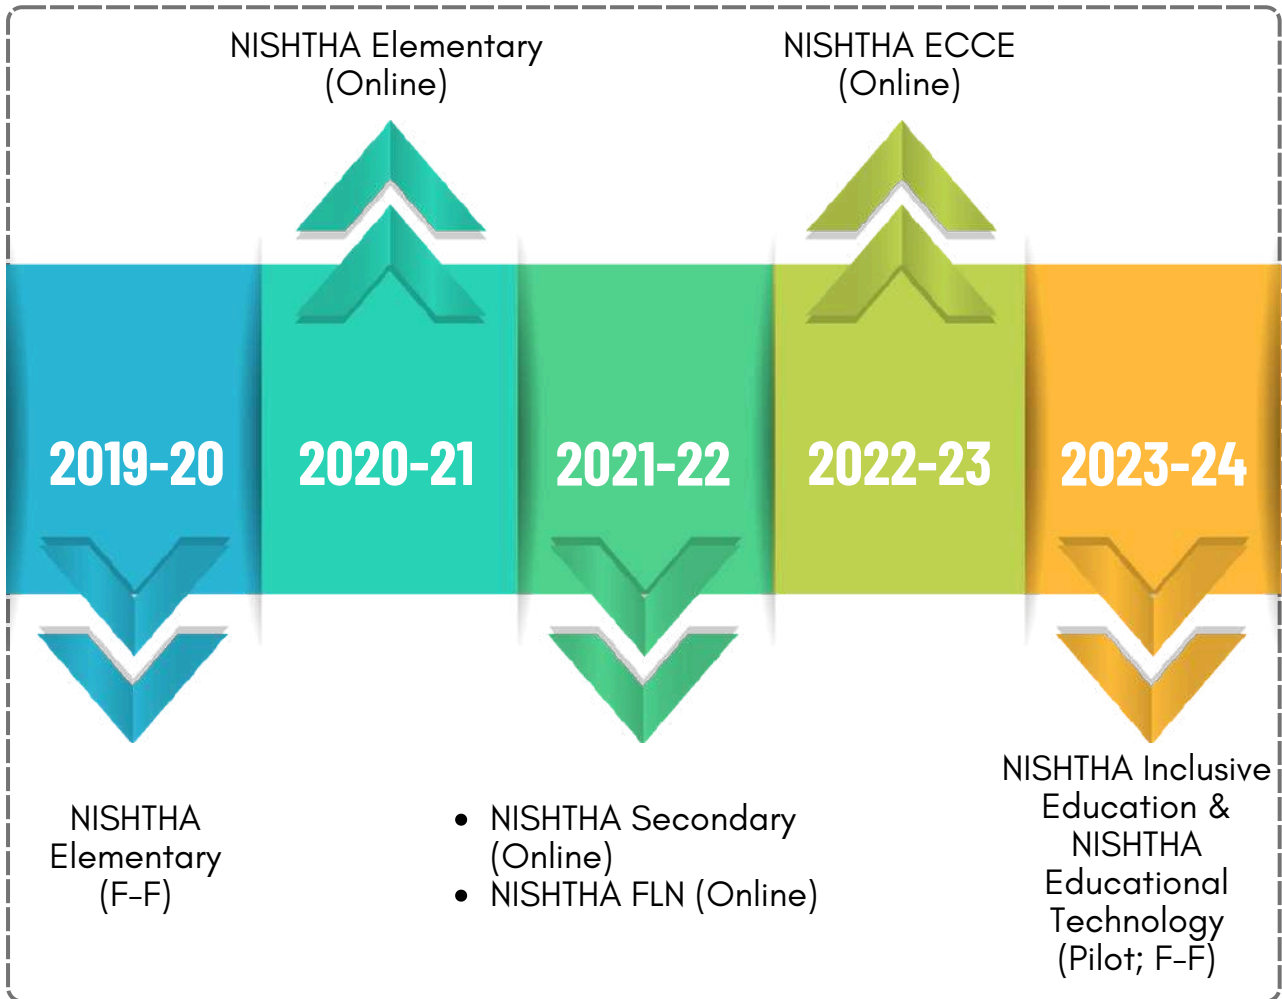 NISHTHA Elementary
(Online)
NISHTHA ECCE
(Online)
2019-20
2020-21
2021-22
2022-23
2023-24
NISHTHA
Elementary
(F-F)
• NISHTHA Secondary
(Online)
• NISHTHA FLN (Online)
NISHTHA Inclusive
Education &
NISHTHA
Educational
Technology
(Pilot; F-F)